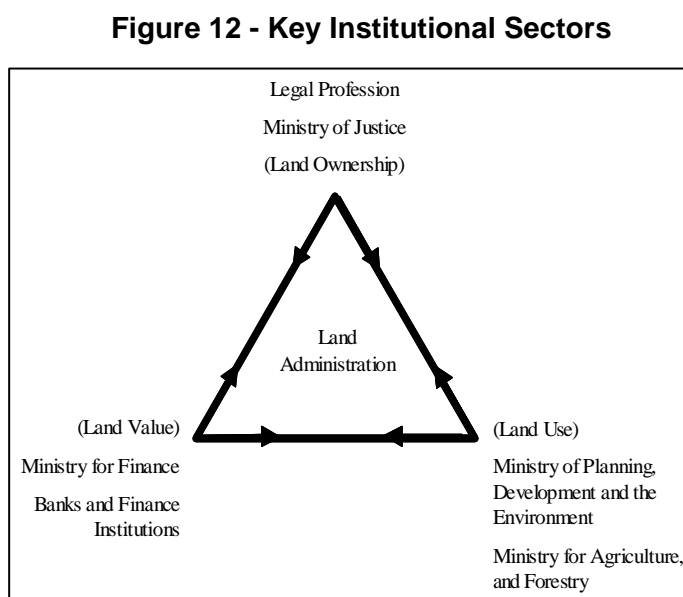 Figure 12 - Key Institutional Sectors
Legal Profession
Ministry of Justice
(Land Ownership)
Land
Administration
(Land Value)
Ministry for Finance
Banks and Finance
Institutions
(Land Use)
Ministry of Planning,
Development and the
Environment
Ministry for Agriculture,
and Forestry